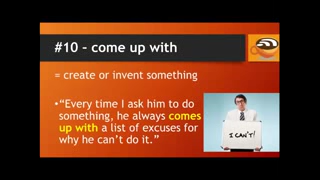 #10 – come up with
= create or invent something
•“Every time I ask him to do
something, he always comes
up with a list of excuses for
why he can’t do it.”
I CAN'T!